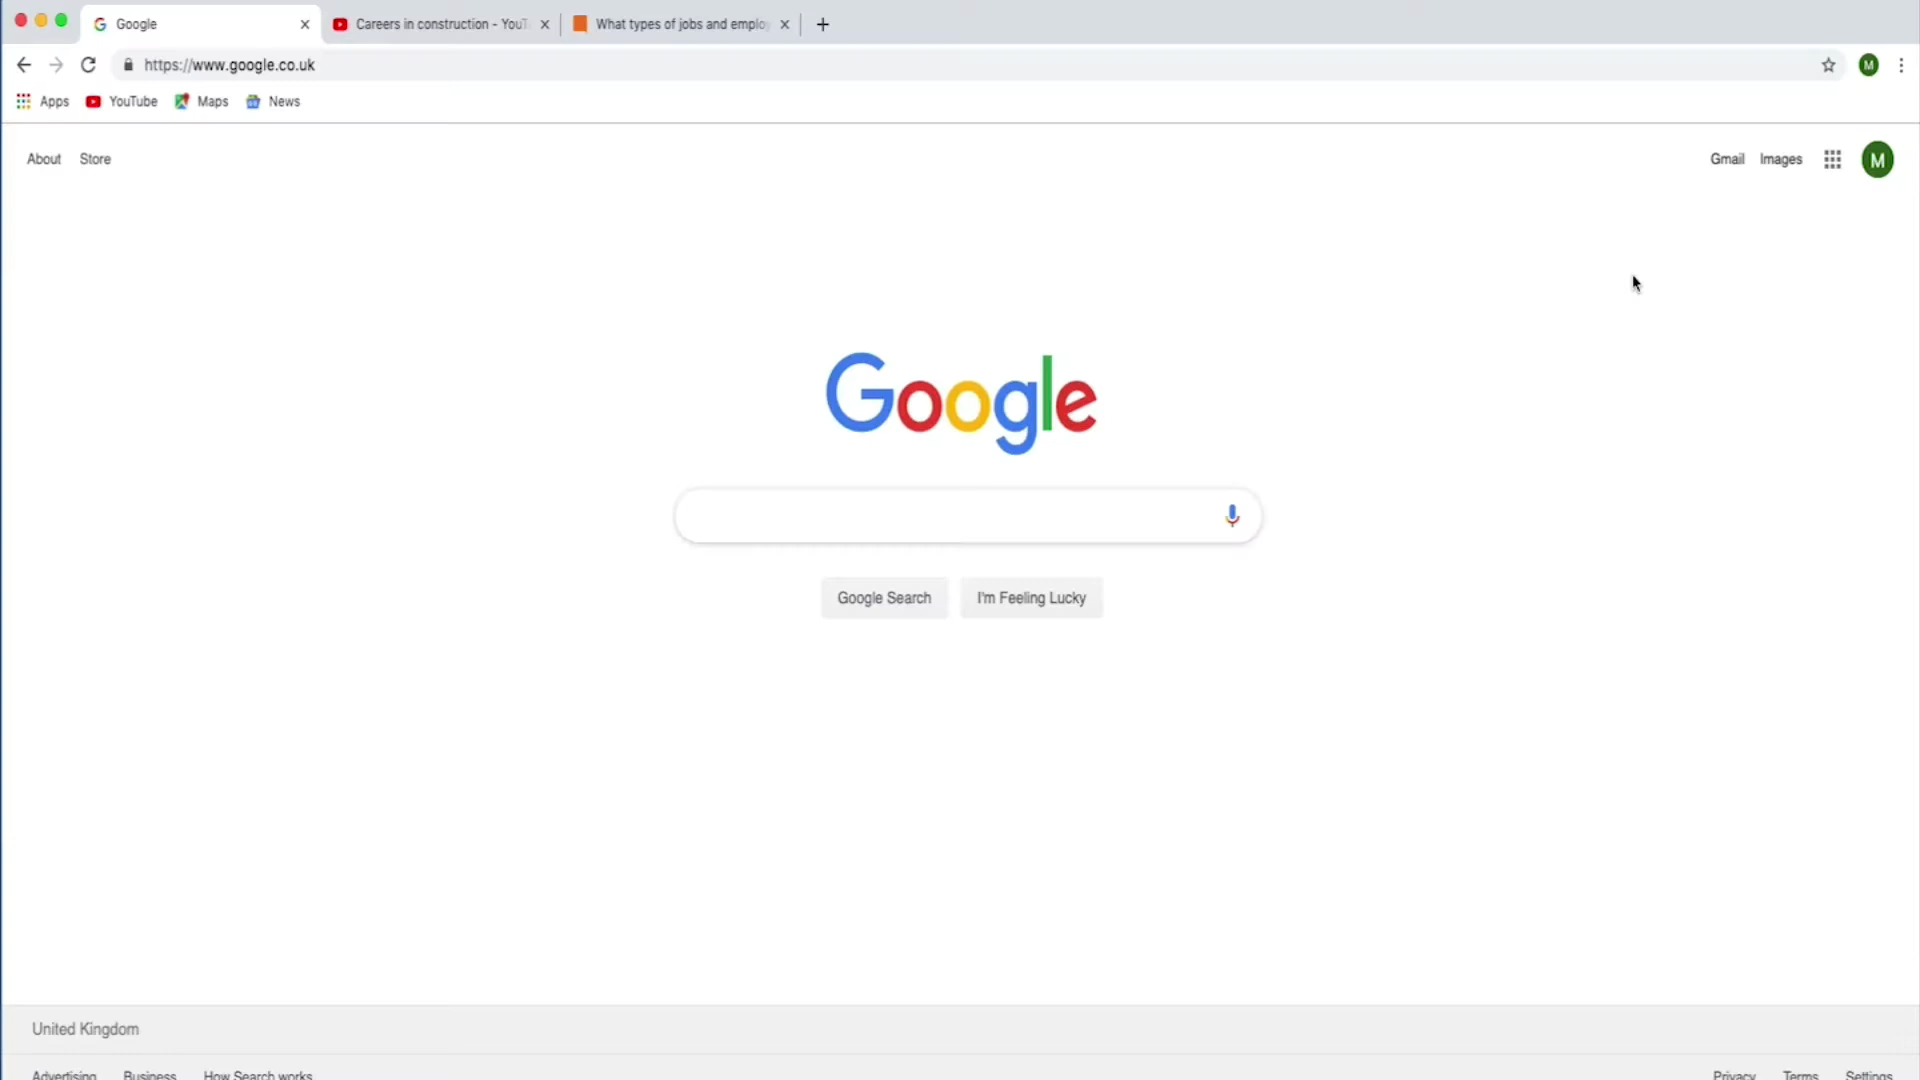 Google
Careers in construction - YouT
What types of jobs and emplo
https://www.google.co.uk
M
Apps
YouTube
Maps
News
About
Store
Gmail
Images
M
Google
Google Search
I'm Feeling Lucky
United Kingdom
Advertising
Business
How Search works
Privacy
Terms
Settings